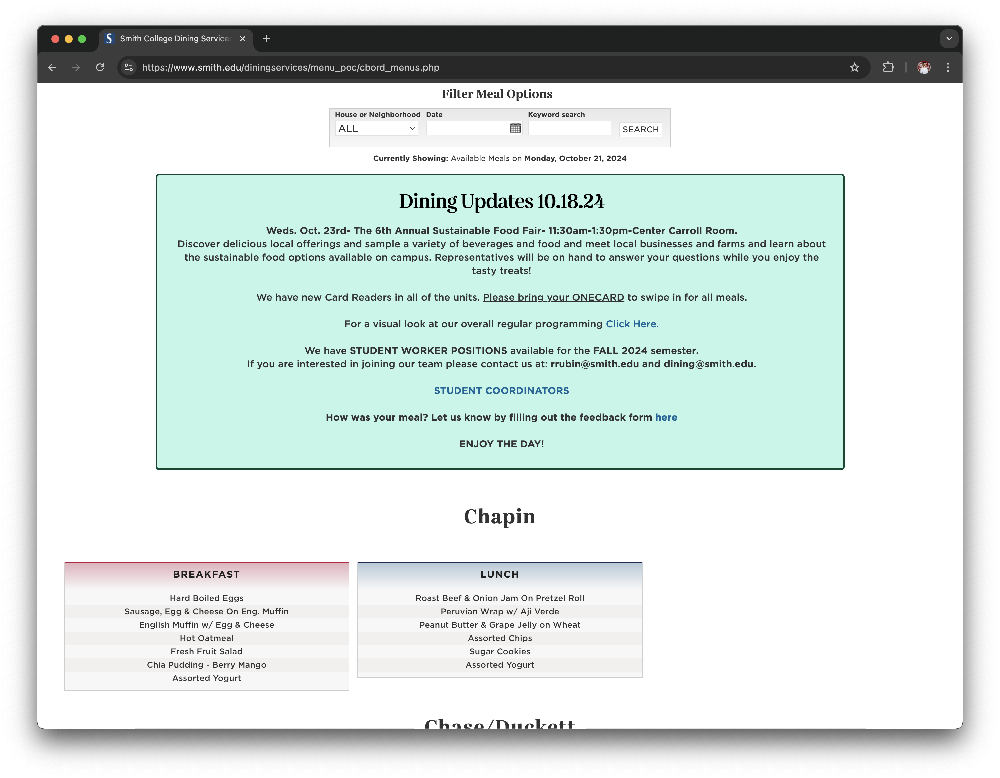 Smith College Dining Services
https://www.smith.edu/diningservices/menu_poc/cbord_menus.php
Filter Meal Options
House or Neighborhood Date Keyword search
ALL SEARCH
Currently Showing: Available Meals on Monday, October 21, 2024
Dining Updates 10.18.24
Weds. Oct. 23rd- The 6th Annual Sustainable Food Fair- 11:30am-1:30pm-Center Carroll Room.
Discover delicious local offerings and sample a variety of beverages and food and meet local businesses and farms and learn about
the sustainable food options available on campus. Representatives will be on hand to answer your questions while you enjoy the
tasty treats!
We have new Card Readers in all of the units. Please bring your ONECARD to swipe in for all meals.
For a visual look at our overall regular programming Click Here.
We have STUDENT WORKER POSITIONS available for the FALL 2024 semester.
If you are interested in joining our team please contact us at: rrubin@smith.edu and dining@smith.edu.
STUDENT COORDINATORS
How was your meal? Let us know by filling out the feedback form here
ENJOY THE DAY!
Chapin
BREAKFAST
Hard Boiled Eggs
Sausage, Egg & Cheese On Eng. Muffin
English Muffin w/ Egg & Cheese
Hot Oatmeal
Fresh Fruit Salad
Chia Pudding - Berry Mango
Assorted Yogurt
LUNCH
Roast Beef & Onion Jam On Pretzel Roll
Peruvian Wrap w/ Aji Verde
Peanut Butter & Grape Jelly on Wheat
Assorted Chips
Sugar Cookies
Assorted Yogurt
Chase/Duckett